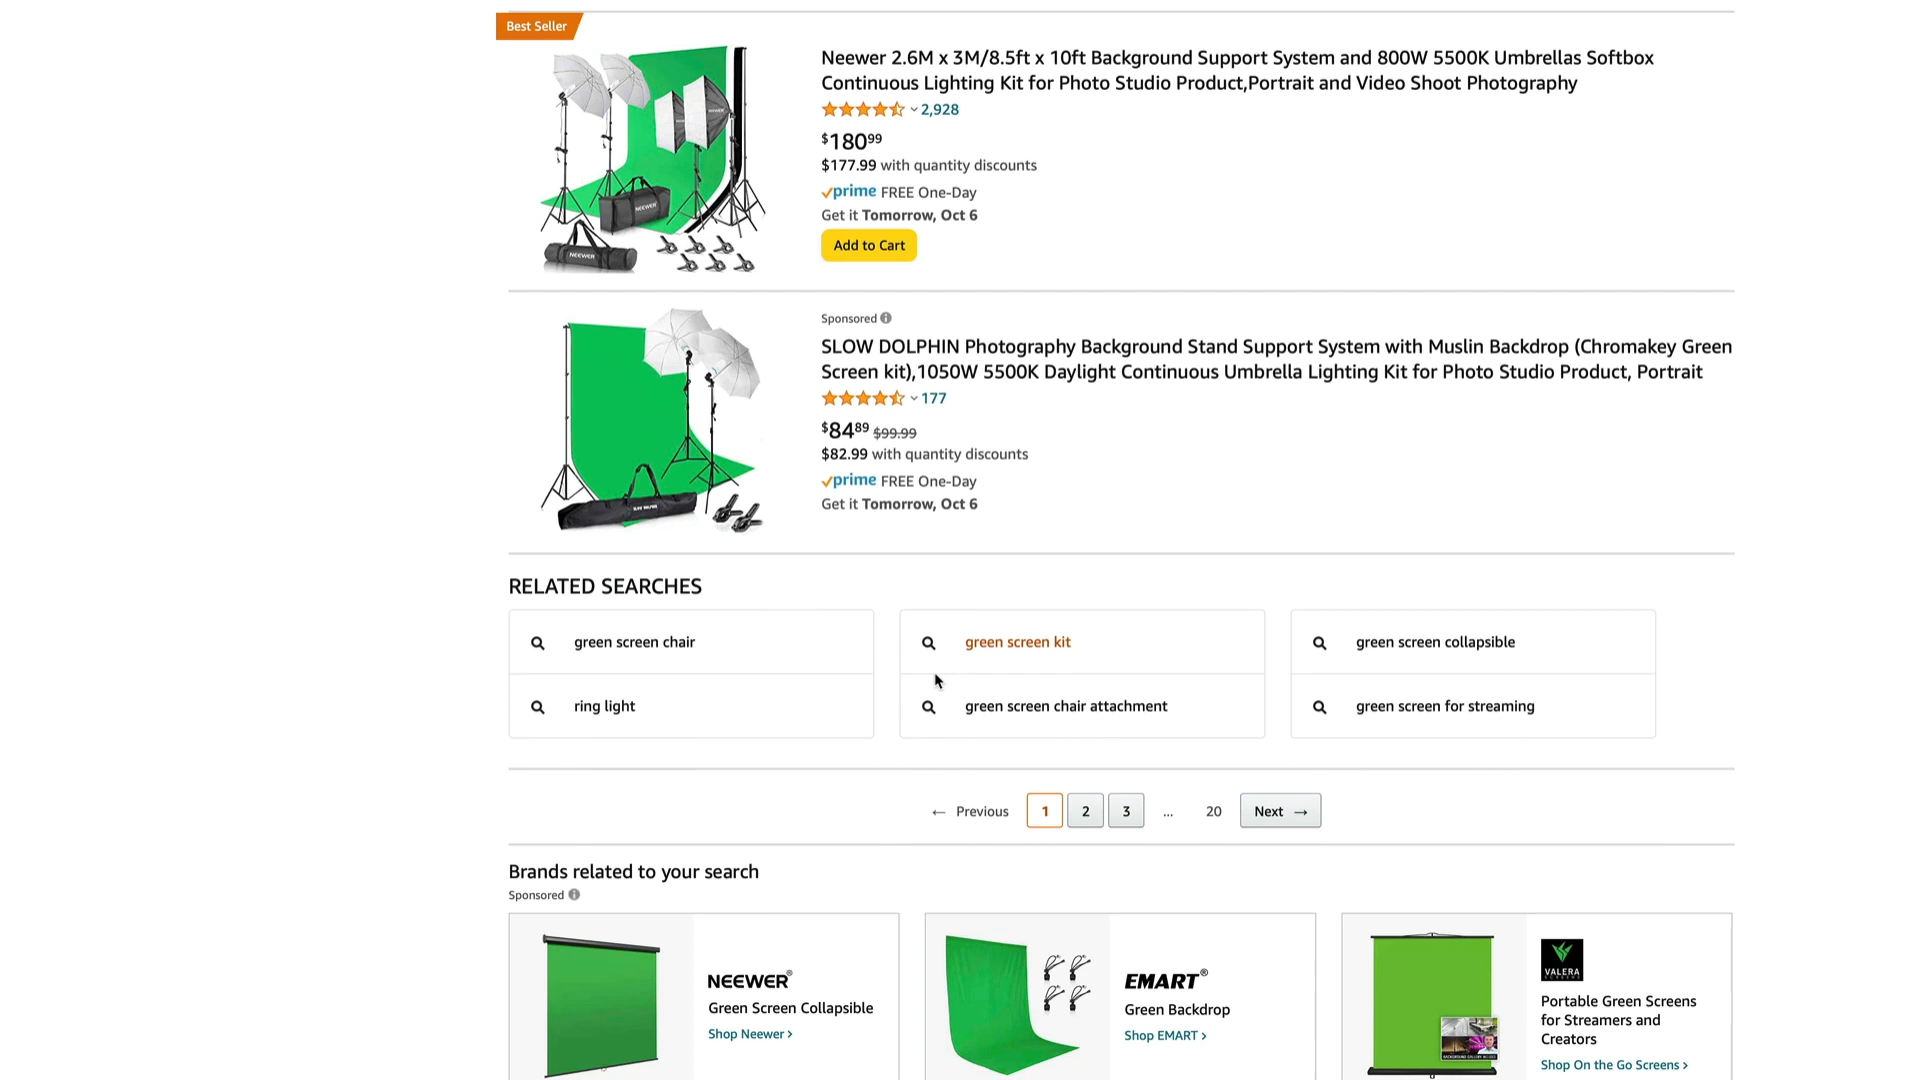 Best Seller
Neewer 2.6M x 3M/8.5ft x 10ft Background Support System and 800W 5500K Umbrellas Softbox
Continuous Lighting Kit for Photo Studio Product,Portrait and Video Shoot Photography
2,928
$180.99
$177.99 with quantity discounts
prime FREE One-Day
Get it Tomorrow, Oct 6
Add to Cart
NEEWER
NEEWER
Sponsored
SLOW DOLPHIN Photography Background Stand Support System with Muslin Backdrop (Chromakey Green
Screen kit),1050W 5500K Daylight Continuous Umbrella Lighting Kit for Photo Studio Product, Portrait
177
$84.89 $99.99
$82.99 with quantity discounts
prime FREE One-Day
Get it Tomorrow, Oct 6
RELATED SEARCHES
green screen chair
green screen kit
green screen collapsible
ring light
green screen chair attachment
green screen for streaming
← Previous 1 2 3 ... 20 Next →
Brands related to your search
Sponsored
NEEWER®
Green Screen Collapsible
Shop Neewer ›
EMART®
Green Backdrop
Shop EMART ›
VALERA
SCREENS
Portable Green Screens
for Streamers and
Creators
Shop On the Go Screens ›